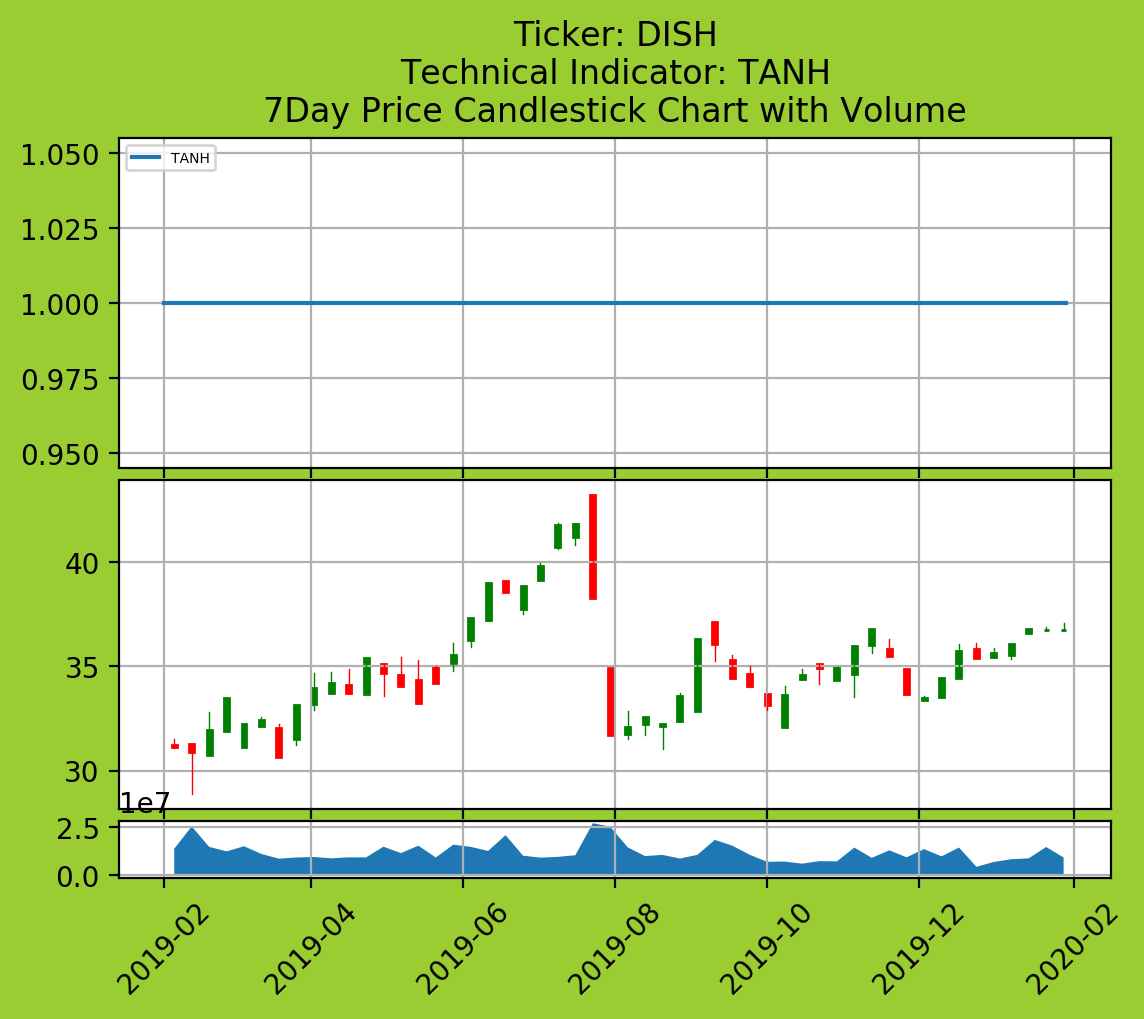 Ticker: DISH
Technical Indicator: TANH
7Day Price Candlestick Chart with Volume
TANH
1.050
1.025
1.000
0.975
0.950
40
35
30
1e7
2.5
0.0
2019-02 2019-04 2019-06 2019-08 2019-10 2019-12 2020-02